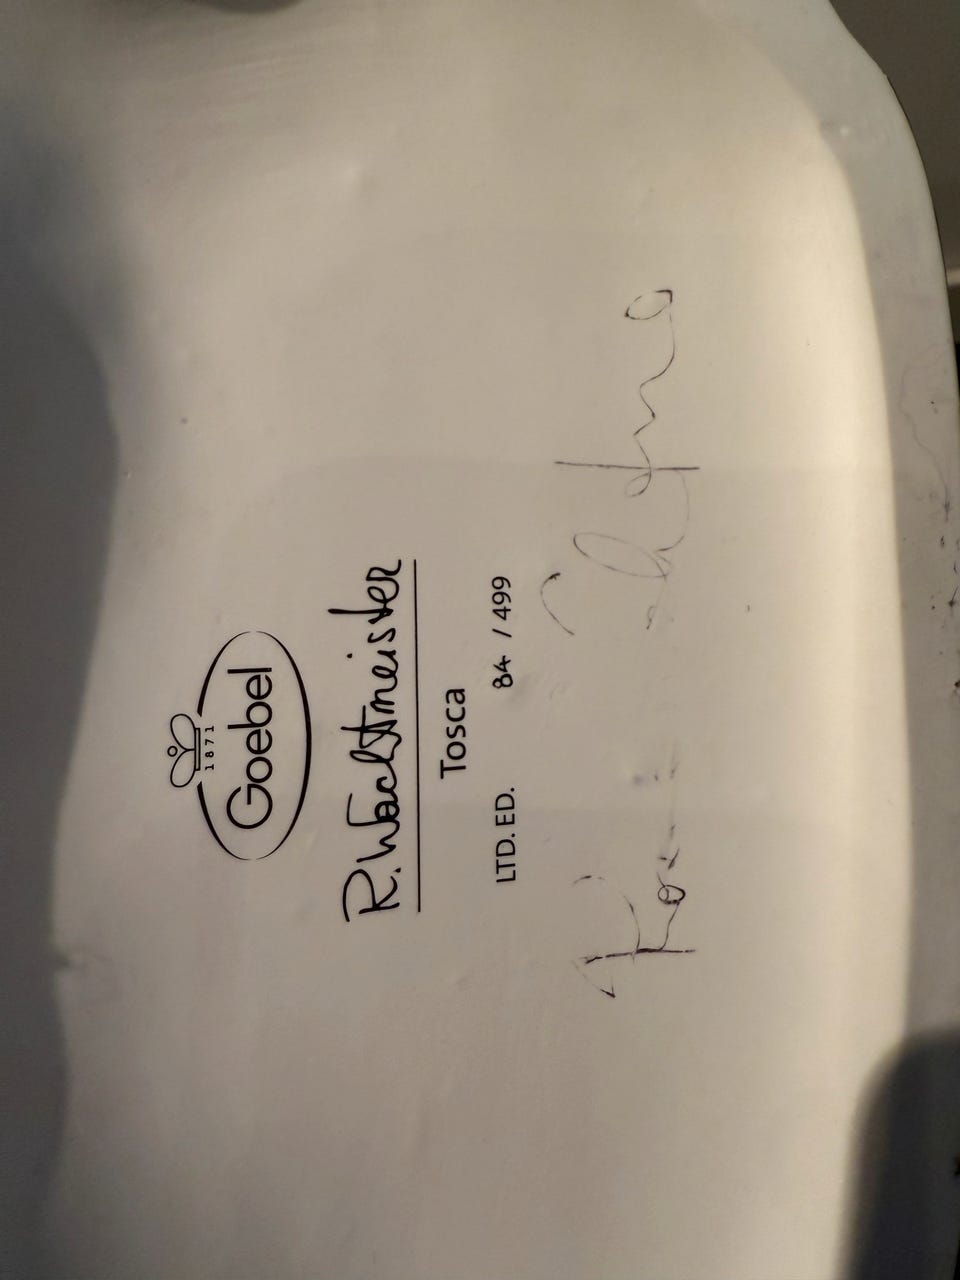 1871
Goebel
R. Wachtmeister
Tosca
LTD. ED. 84 / 499